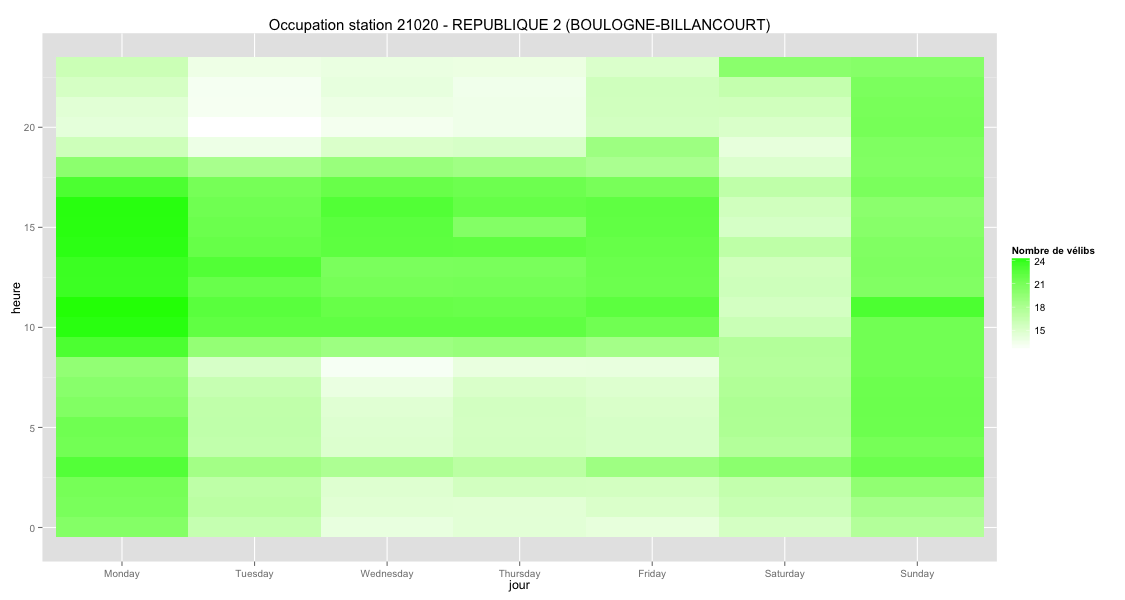 Occupation station 21020 - REPUBLIQUE 2 (BOULOGNE-BILLANCOURT)
20
15
10
5
0
heure
Monday Tuesday Wednesday Thursday Friday Saturday Sunday
jour
Nombre de vélibs
24
21
18
15